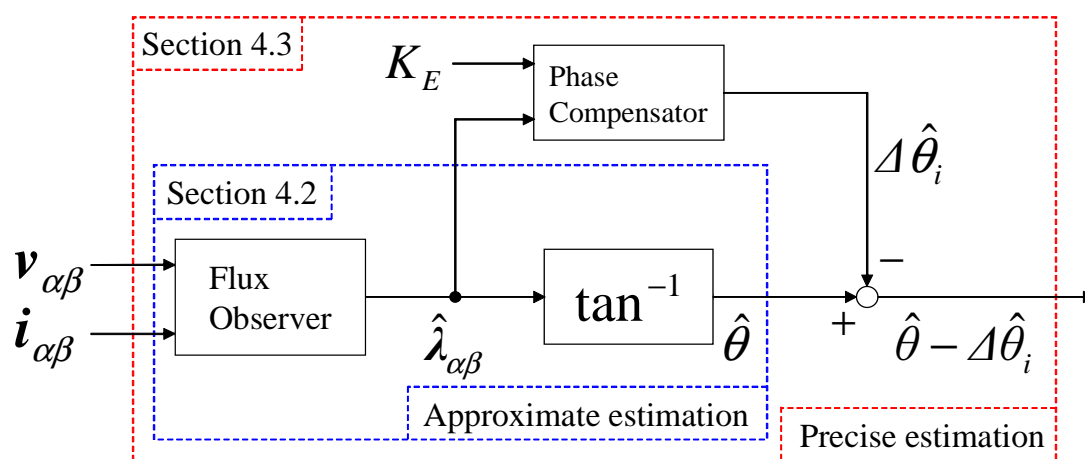 Section 4.3
K_E
Phase
Compensator
Δθ̂_i
Section 4.2
v_αβ
i_αβ
Flux
Observer
λ̂_αβ
tan⁻¹
θ̂
−
+
θ̂ − Δθ̂_i
Approximate estimation
Precise estimation